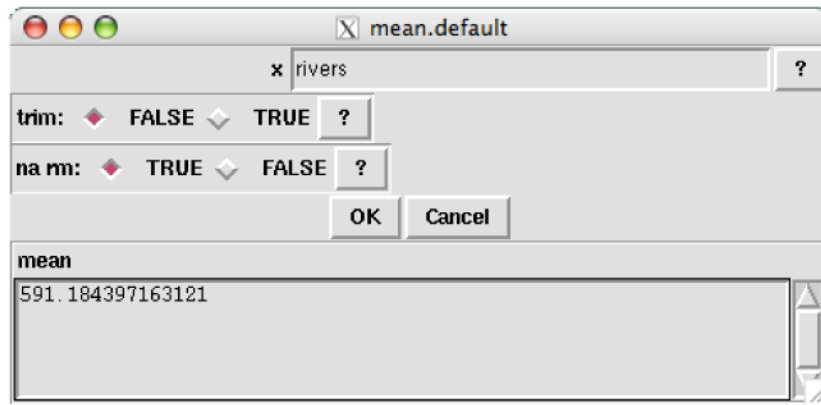 X mean.default
x rivers ?
trim: FALSE TRUE ?
na rm: TRUE FALSE ?
OK Cancel
mean
591.184397163121